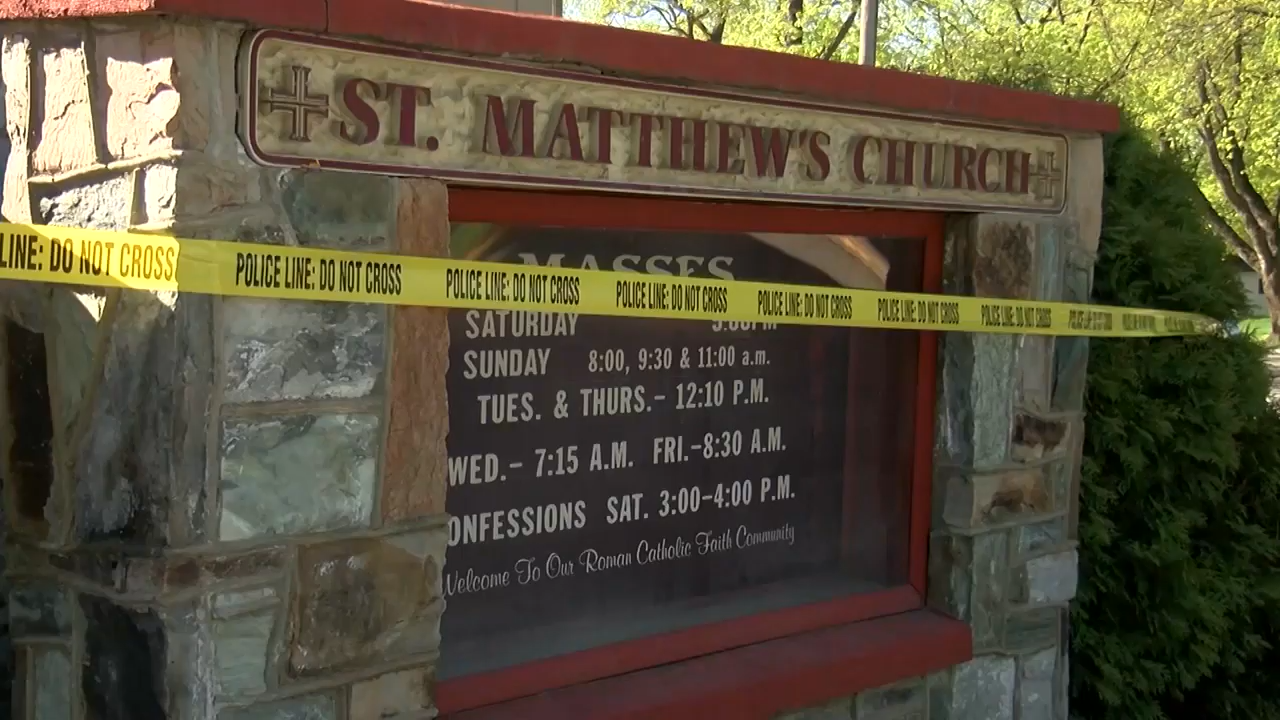 ST. MATTHEW'S CHURCH
LINE: DO NOT CROSS POLICE LINE: DO NOT CROSS POLICE LINE: DO NOT CROSS POLICE LINE: DO NOT CROSS POLICE LINE: DO NOT CROSS POLICE LINE: DO NOT CROSS POLICE LINE: DO NOT CROSS
MASSES
SATURDAY 5:00PM
SUNDAY 8:00, 9:30 & 11:00 a.m.
TUES. & THURS.- 12:10 P.M.
WED.- 7:15 A.M. FRI.-8:30 A.M.
ONFESSIONS SAT. 3:00-4:00 P.M.
Welcome To Our Roman Catholic Faith Community